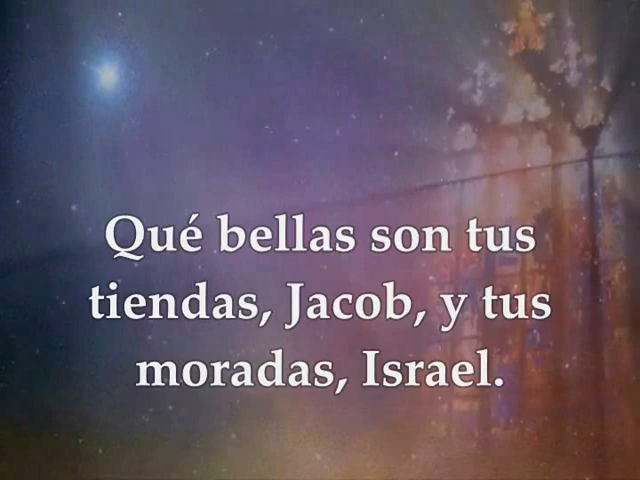 Qué bellas son tus
tiendas, Jacob, y tus
moradas, Israel.